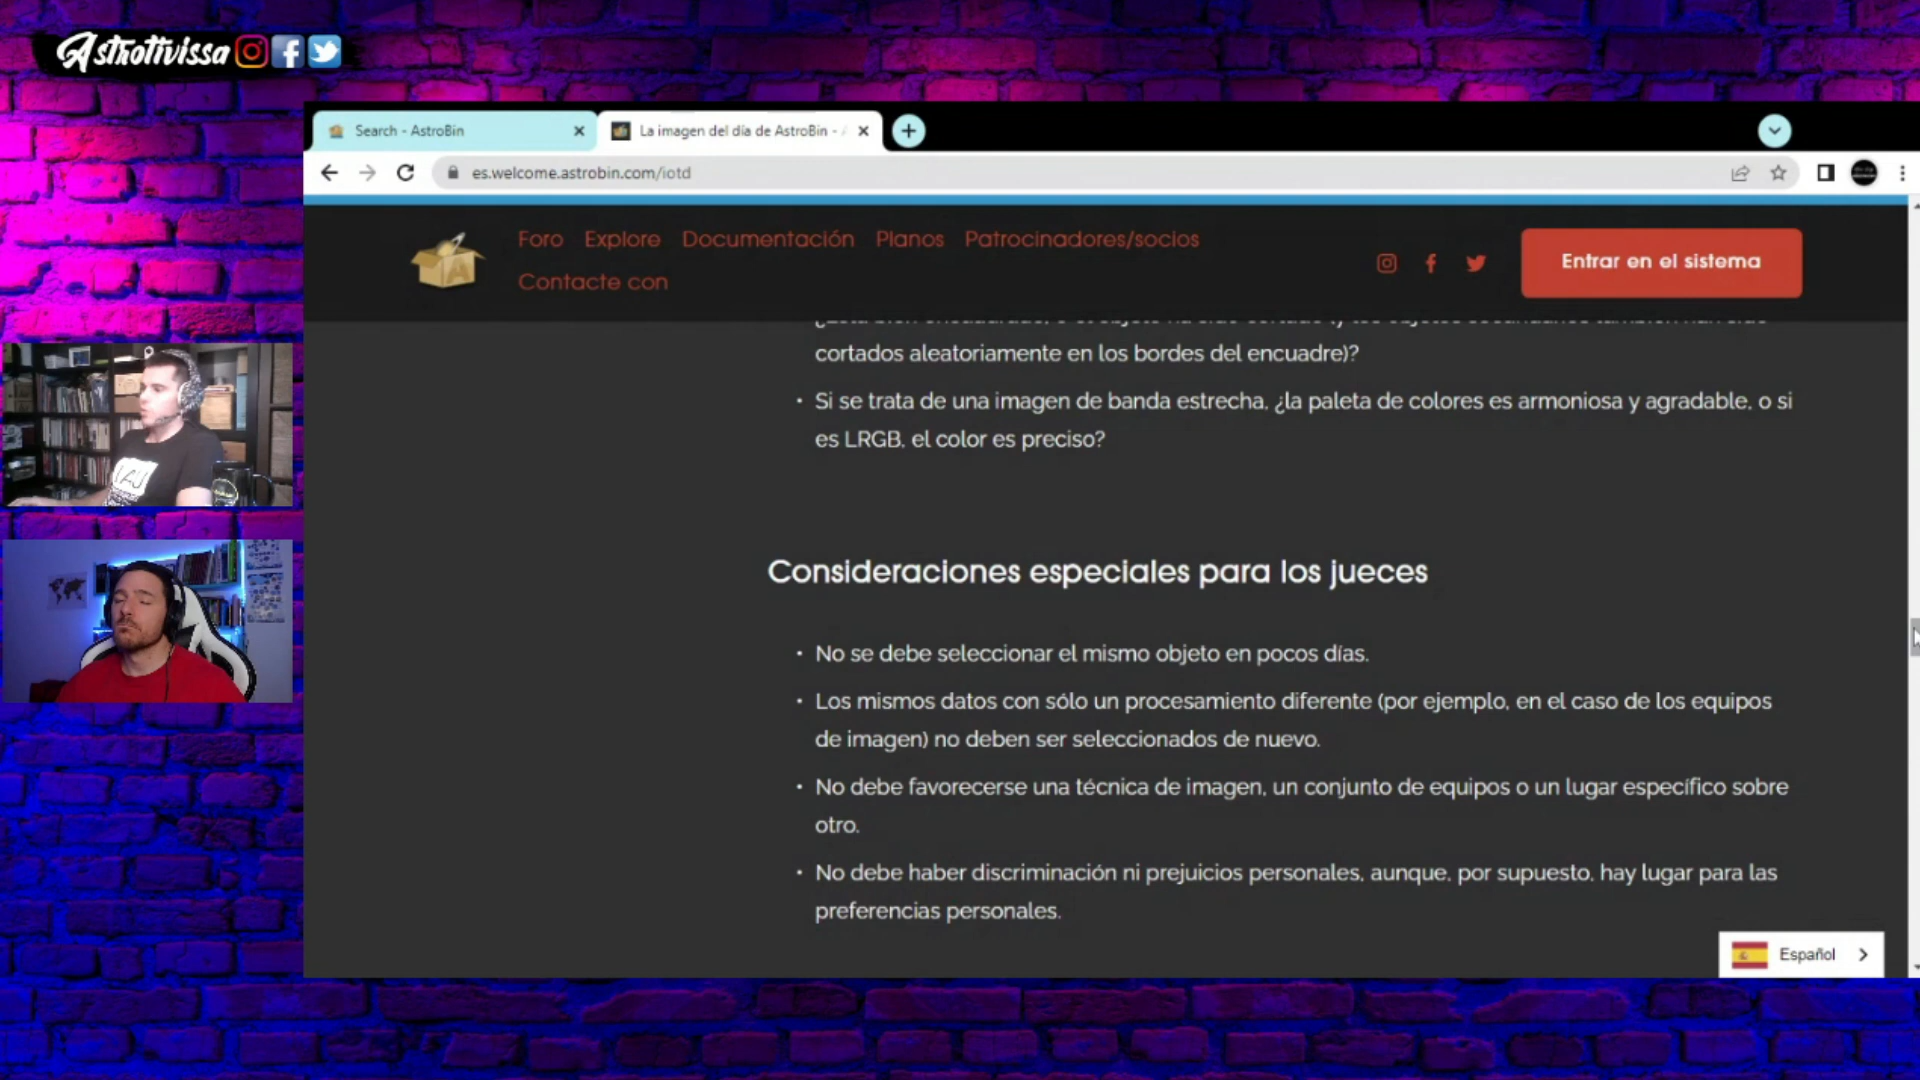 Astrotivissa
Search - AstroBin
La imagen del día de AstroBin -
es.welcome.astrobin.com/iotd
Foro Explore Documentación Planos Patrocinadores/socios
Contacte con
Entrar en el sistema
cortados aleatoriamente en los bordes del encuadre)?
• Si se trata de una imagen de banda estrecha, ¿la paleta de colores es armoniosa y agradable, o si
es LRGB, el color es preciso?
Consideraciones especiales para los jueces
• No se debe seleccionar el mismo objeto en pocos días.
• Los mismos datos con sólo un procesamiento diferente (por ejemplo, en el caso de los equipos
de imagen) no deben ser seleccionados de nuevo.
• No debe favorecerse una técnica de imagen, un conjunto de equipos o un lugar específico sobre
otro.
• No debe haber discriminación ni prejuicios personales, aunque, por supuesto, hay lugar para las
preferencias personales.
Español